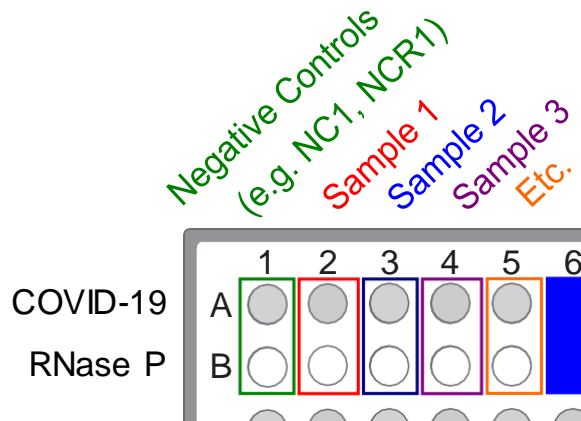 Negative Controls
(e.g. NC1, NCR1)
Sample 1
Sample 2
Sample 3
Etc.
1 2 3 4 5 6
COVID-19 A
RNase P B